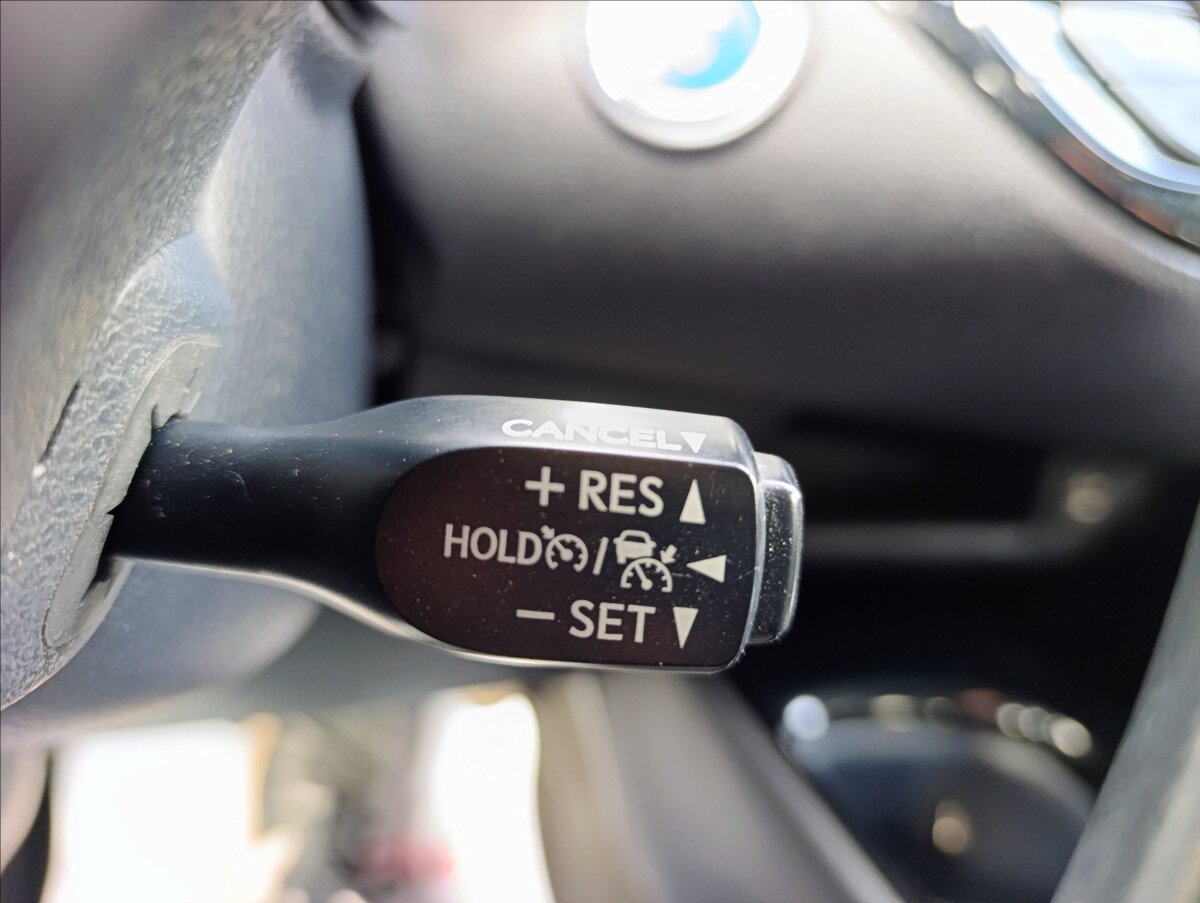 CANCEL▼
+ RES ▲
HOLD / ◀
− SET ▼